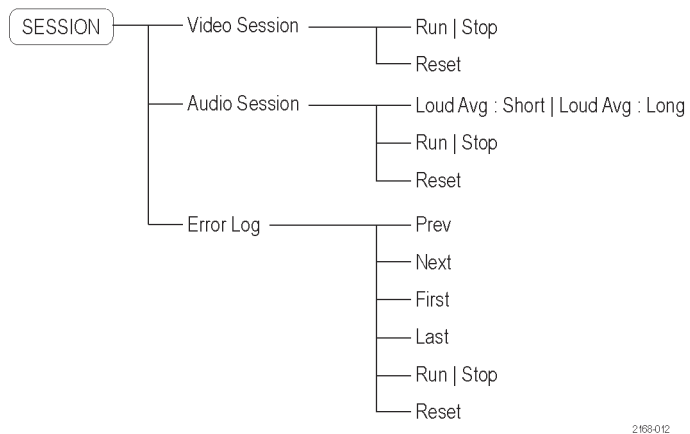 SESSION
Video Session
Run | Stop
Reset
Audio Session
Loud Avg : Short | Loud Avg : Long
Run | Stop
Reset
Error Log
Prev
Next
First
Last
Run | Stop
Reset
2168-012